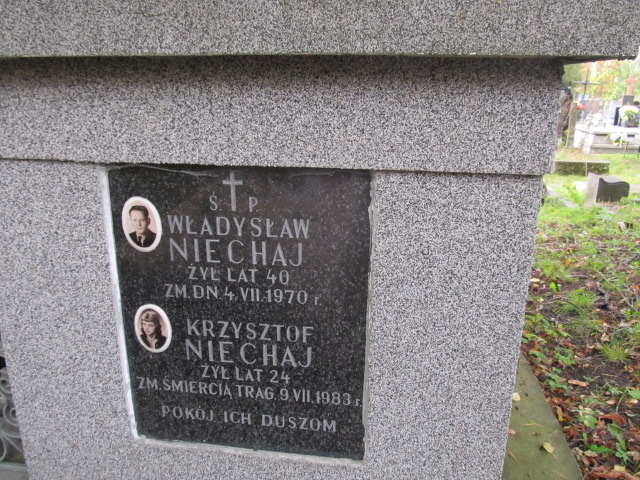 Ś P
WŁADYSŁAW
NIECHAJ
ŻYŁ LAT 40
ZM. DN. 4. VII. 1970 r.
KRZYSZTOF
NIECHAJ
ŻYŁ LAT 24
ZM. ŚMIERCIĄ TRAG. 9. VII. 1983 r.
POKÓJ ICH DUSZOM